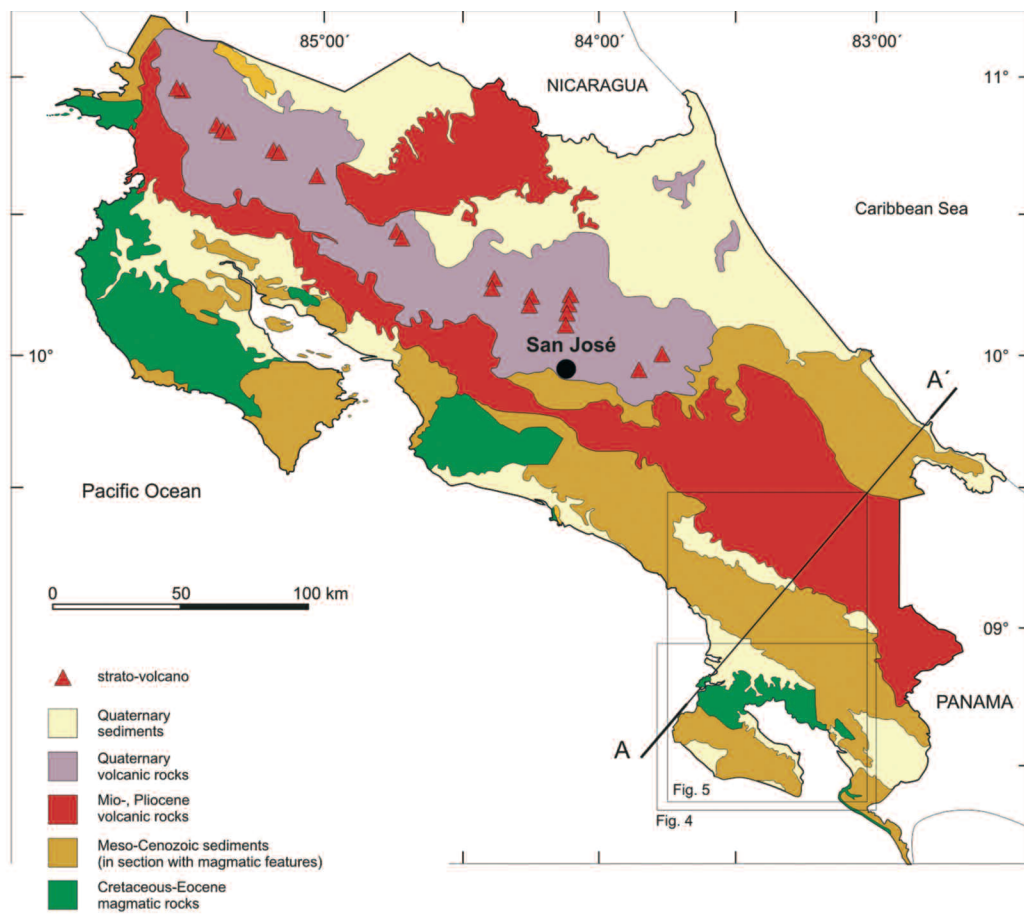 85°00´
84°00´
83°00´
NICARAGUA
11°
Caribbean Sea
San José
10°
10°
A´
Pacific Ocean
0 50 100 km
09°
strato-volcano
PANAMA
Quaternary
sediments
A
Quaternary
volcanic rocks
Fig. 5
Mio-, Pliocene
volcanic rocks
Fig. 4
Meso-Cenozoic sediments
(in section with magmatic features)
Cretaceous-Eocene
magmatic rocks